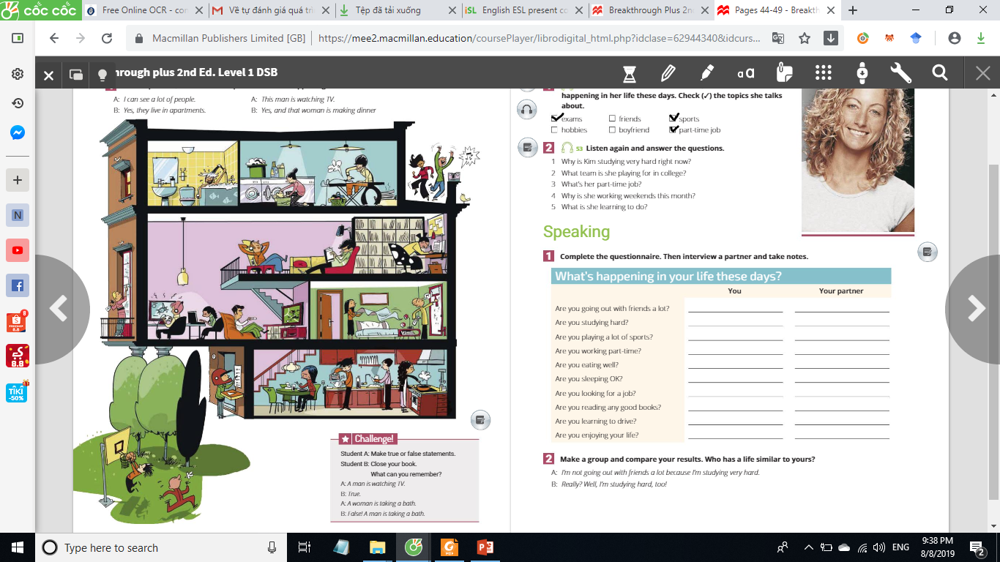 cốc cốc
Free Online OCR - con
Về tự đánh giá quá trì
Tệp đã tải xuống
English ESL present co
Breakthrough Plus 2nd
Pages 44-49 - Breakth
Macmillan Publishers Limited [GB]
https://mee2.macmillan.education/coursePlayer/librodigital_html.php?idclase=62944340&idcurs...
hrough plus 2nd Ed. Level 1 DSB
A: I can see a lot of people.
B: Yes, they live in apartments.
A: This man is watching TV.
B: Yes, and that woman is making dinner
Challenge!
Student A: Make true or false statements.
Student B: Close your book.
What can you remember?
A: A man is watching TV.
B: True.
A: A woman is taking a bath.
B: False! A man is taking a bath.
happening in her life these days. Check (✓) the topics she talks
about.
exams
friends
sports
hobbies
boyfriend
part-time job
2 53 Listen again and answer the questions.
1 Why is Kim studying very hard right now?
2 What team is she playing for in college?
3 What's her part-time job?
4 Why is she working weekends this month?
5 What is she learning to do?
Speaking
1 Complete the questionnaire. Then interview a partner and take notes.
What's happening in your life these days?
You
Your partner
Are you going out with friends a lot?
Are you studying hard?
Are you playing a lot of sports?
Are you working part-time?
Are you eating well?
Are you sleeping OK?
Are you looking for a job?
Are you reading any good books?
Are you learning to drive?
Are you enjoying your life?
2 Make a group and compare your results. Who has a life similar to yours?
A: I'm not going out with friends a lot because I'm studying very hard.
B: Really? Well, I'm studying hard, too!
8.8
TIKI
-50%
Type here to search
ENG
9:38 PM
8/8/2019
2